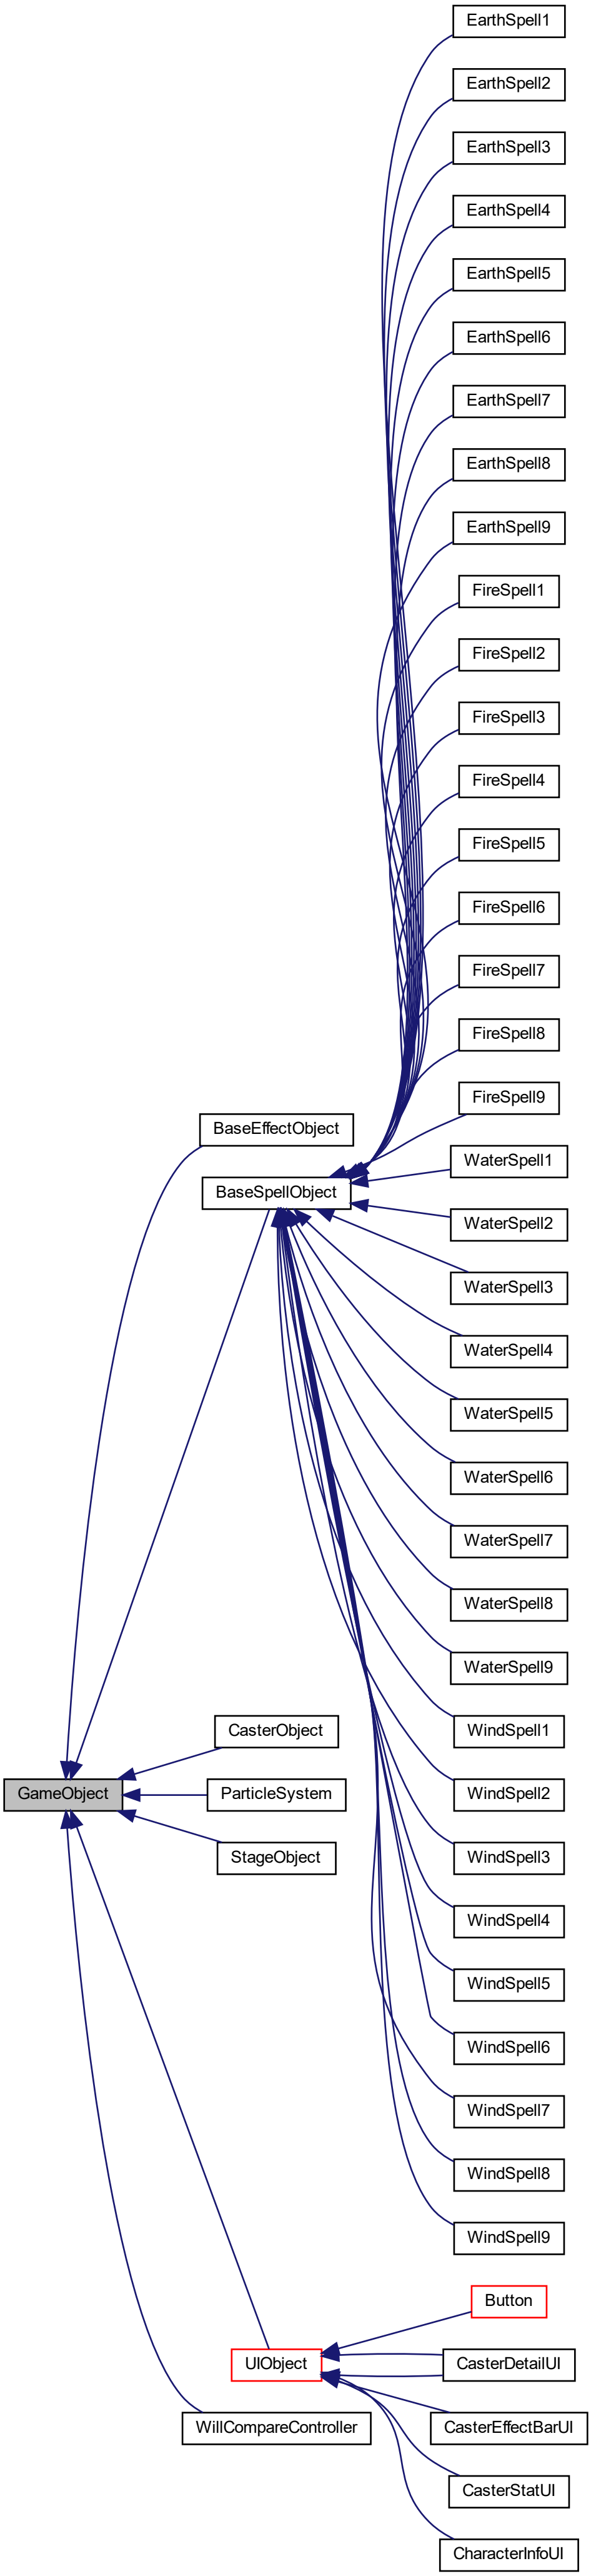 EarthSpell1
EarthSpell2
EarthSpell3
EarthSpell4
EarthSpell5
EarthSpell6
EarthSpell7
EarthSpell8
EarthSpell9
FireSpell1
FireSpell2
FireSpell3
FireSpell4
FireSpell5
FireSpell6
FireSpell7
FireSpell8
FireSpell9
BaseEffectObject
WaterSpell1
BaseSpellObject
WaterSpell2
WaterSpell3
WaterSpell4
WaterSpell5
WaterSpell6
WaterSpell7
WaterSpell8
WaterSpell9
CasterObject
WindSpell1
GameObject
ParticleSystem
WindSpell2
StageObject
WindSpell3
WindSpell4
WindSpell5
WindSpell6
WindSpell7
WindSpell8
WindSpell9
Button
UIObject
CasterDetailUI
WillCompareController
CasterEffectBarUI
CasterStatUI
CharacterInfoUI